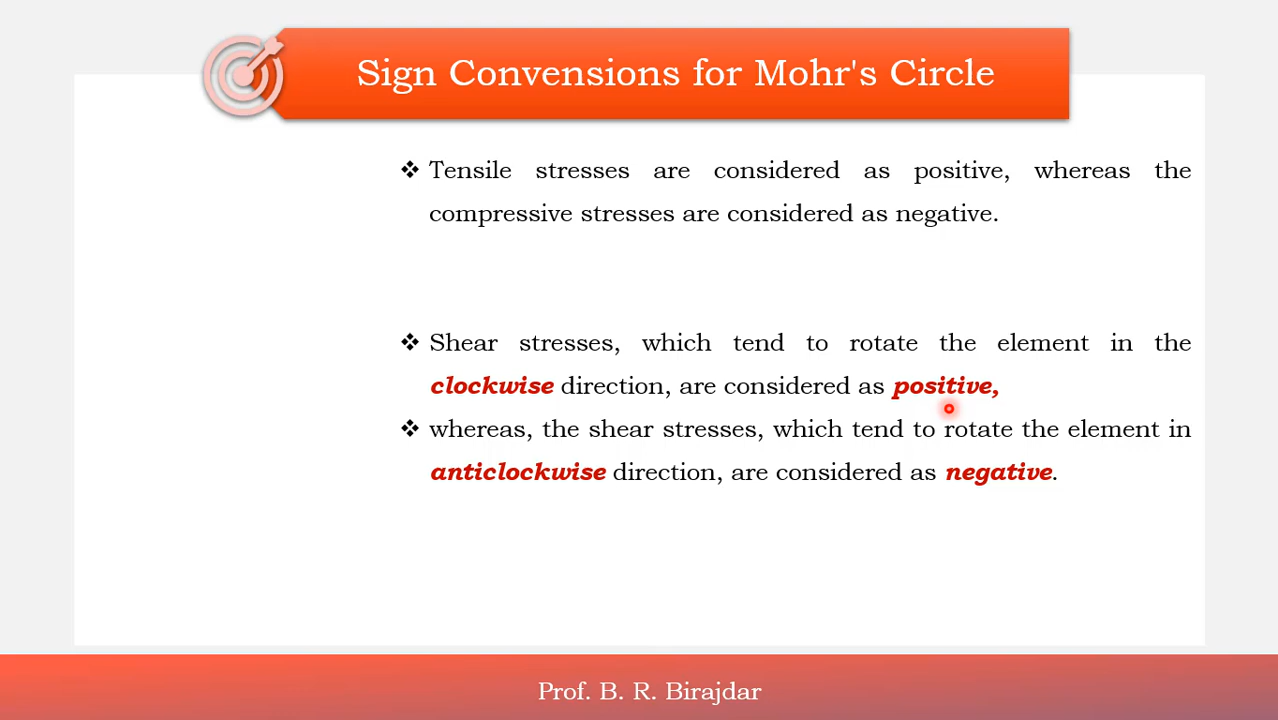 Sign Convensions for Mohr's Circle
❖ Tensile stresses are considered as positive, whereas the
compressive stresses are considered as negative.
❖ Shear stresses, which tend to rotate the element in the
clockwise direction, are considered as positive,
❖ whereas, the shear stresses, which tend to rotate the element in
anticlockwise direction, are considered as negative.
Prof. B. R. Birajdar